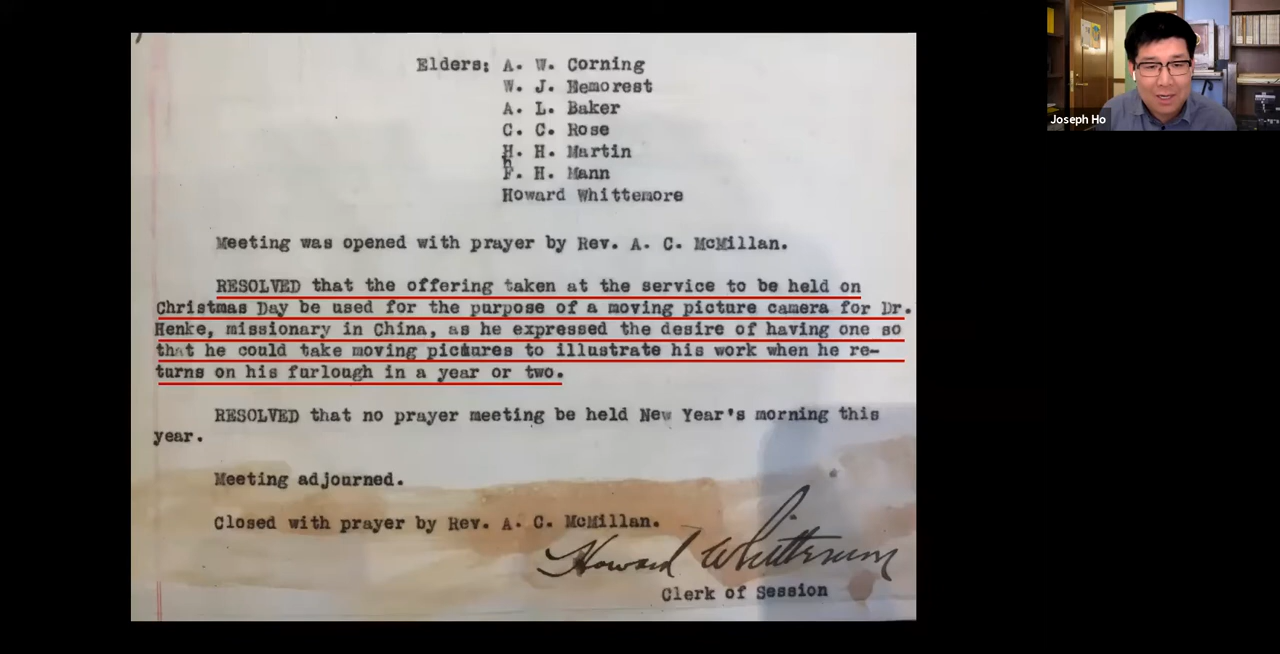 Elders; A. W. Corning
W. J. Demorest
A. L. Baker
C. C. Rose
H. H. Martin
F. H. Mann
Howard Whittemore
Meeting was opened with prayer by Rev. A. C. McMillan.
RESOLVED that the offering taken at the service to be held on
Christmas Day be used for the purpose of a moving picture camera for Dr.
Henke, missionary in China, as he expressed the desire of having one so
that he could take moving pictures to illustrate his work when he re-
turns on his furlough in a year or two.
RESOLVED that no prayer meeting be held New Year's morning this
year.
Meeting adjourned.
Closed with prayer by Rev. A. C. McMillan.
Howard Whittemore
Clerk of Session
Joseph Ho